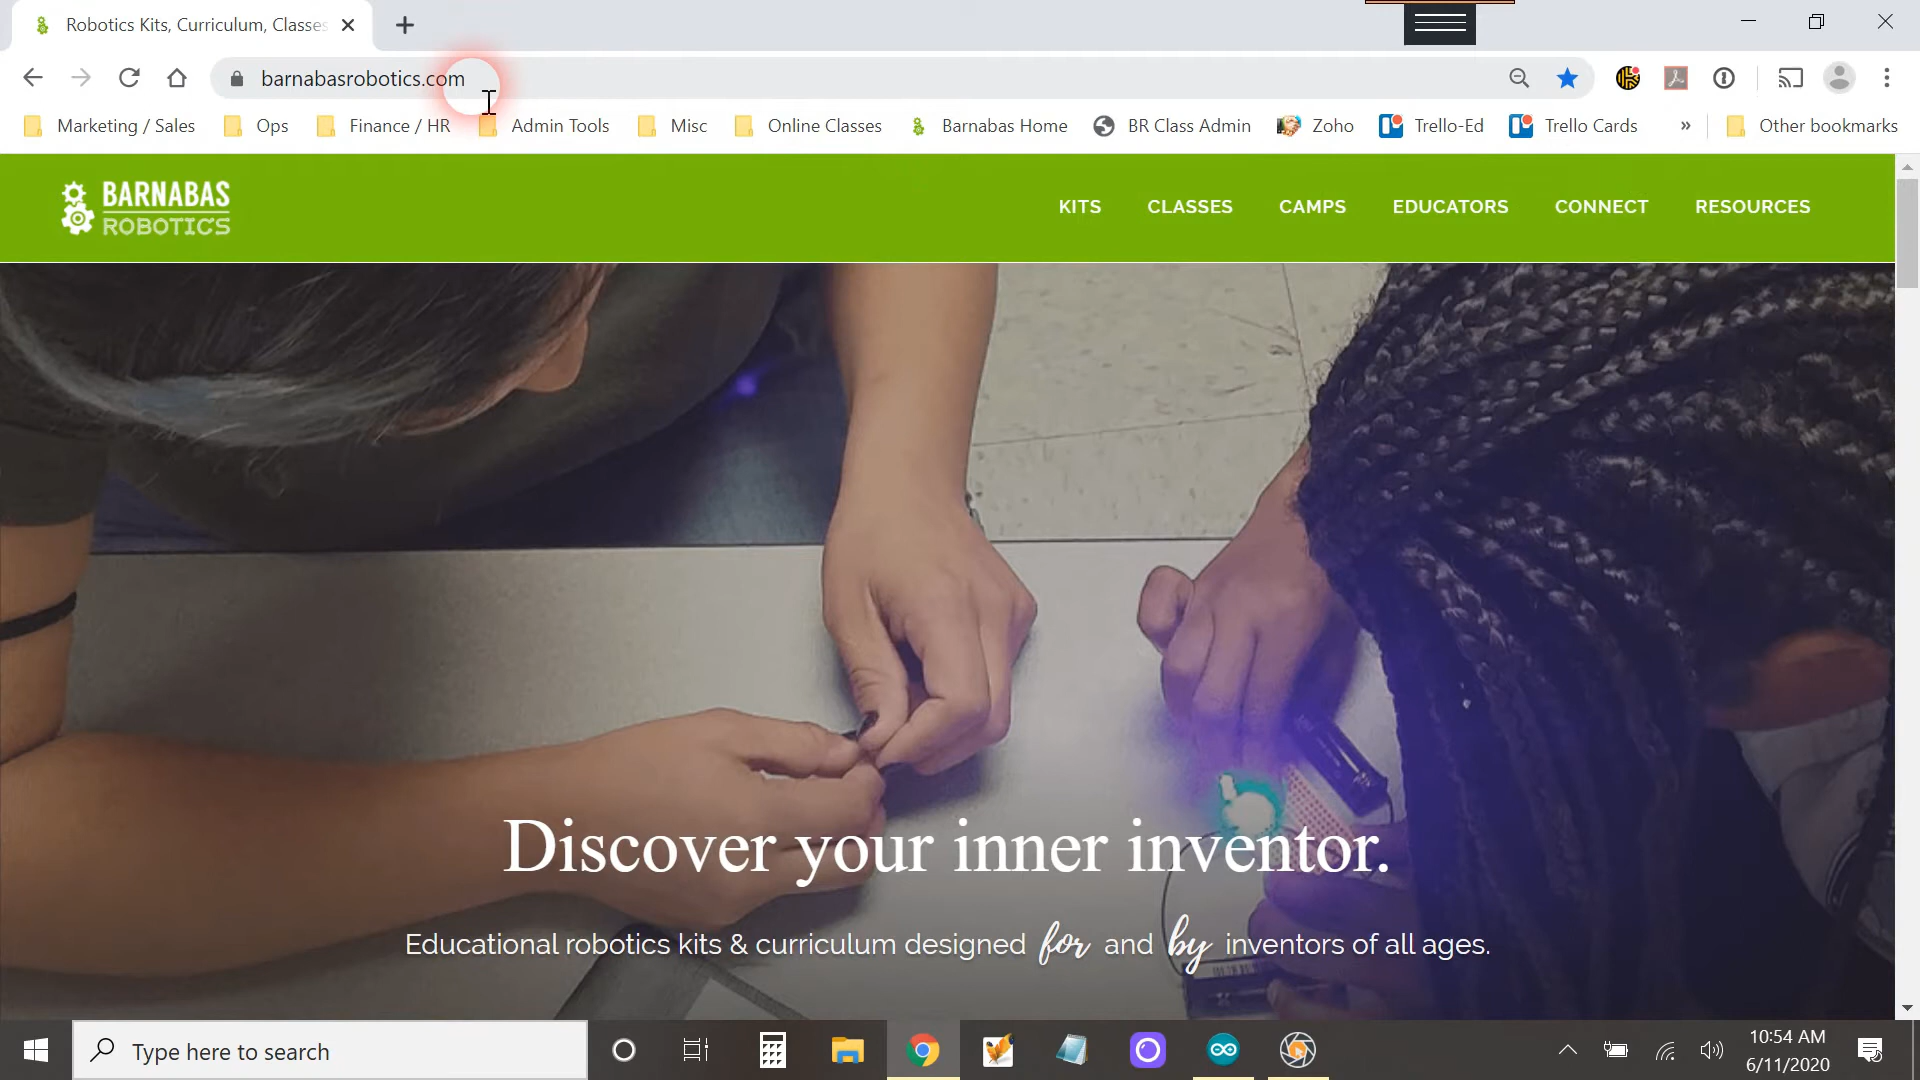 Robotics Kits, Curriculum, Classes
barnabasrobotics.com
Marketing / Sales Ops Finance / HR Admin Tools Misc Online Classes Barnabas Home BR Class Admin Zoho Trello-Ed Trello Cards » Other bookmarks
BARNABAS
ROBOTICS
KITS CLASSES CAMPS EDUCATORS CONNECT RESOURCES
Discover your inner inventor.
Educational robotics kits & curriculum designed for and by inventors of all ages.
Type here to search
10:54 AM
6/11/2020